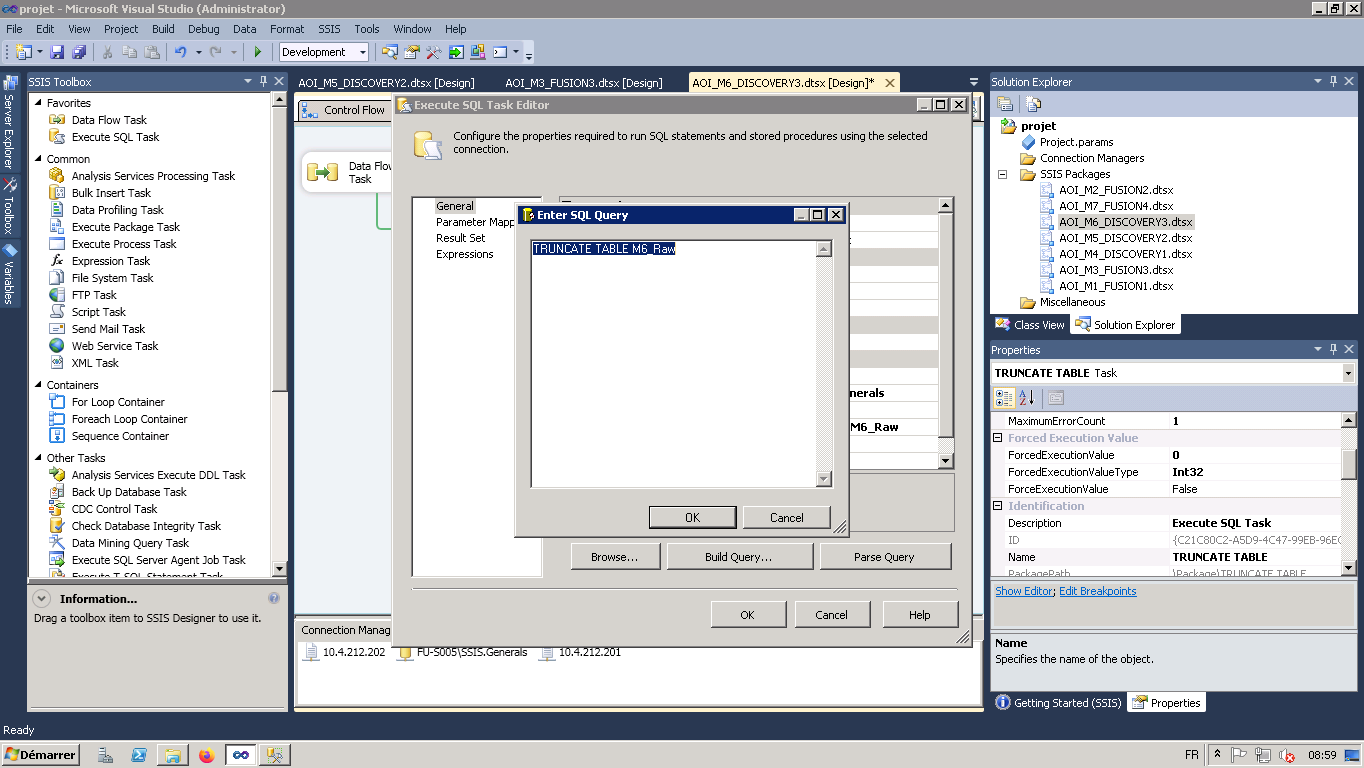 projet - Microsoft Visual Studio (Administrator)
File Edit View Project Build Debug Data Format SSIS Tools Window Help
Development
Server Explorer
Toolbox
Variables
SSIS Toolbox
Favorites
Data Flow Task
Execute SQL Task
Common
Analysis Services Processing Task
Bulk Insert Task
Data Profiling Task
Execute Package Task
Execute Process Task
Expression Task
File System Task
FTP Task
Script Task
Send Mail Task
Web Service Task
XML Task
Containers
For Loop Container
Foreach Loop Container
Sequence Container
Other Tasks
Analysis Services Execute DDL Task
Back Up Database Task
CDC Control Task
Check Database Integrity Task
Data Mining Query Task
Execute SQL Server Agent Job Task
Execute T-SQL Statement Task
Information...
Drag a toolbox item to SSIS Designer to use it.
AOI_M5_DISCOVERY2.dtsx [Design] AOI_M3_FUSION3.dtsx [Design] AOI_M6_DISCOVERY3.dtsx [Design]*
Control Flow
Data Flow
Task
Execute SQL Task Editor
Configure the properties required to run SQL statements and stored procedures using the selected
connection.
General
Parameter Mapp
Result Set
Expressions
Enter SQL Query
TRUNCATE TABLE M6_Raw
OK Cancel
nerals
M6_Raw
Browse... Build Query... Parse Query
OK Cancel Help
Connection Manag
10.4.212.202 FU-S005\SSIS.Generals 10.4.212.201
Solution Explorer
projet
Project.params
Connection Managers
SSIS Packages
AOI_M2_FUSION2.dtsx
AOI_M7_FUSION4.dtsx
AOI_M6_DISCOVERY3.dtsx
AOI_M5_DISCOVERY2.dtsx
AOI_M4_DISCOVERY1.dtsx
AOI_M3_FUSION3.dtsx
AOI_M1_FUSION1.dtsx
Miscellaneous
Class View Solution Explorer
Properties
TRUNCATE TABLE Task
MaximumErrorCount 1
Forced Execution Value
ForcedExecutionValue 0
ForcedExecutionValueType Int32
ForceExecutionValue False
Identification
Description Execute SQL Task
ID {C21C80C2-A5D9-4C47-99EB-96EC
Name TRUNCATE TABLE
PackagePath \Package\TRUNCATE TABLE
Show Editor; Edit Breakpoints
Name
Specifies the name of the object.
Getting Started (SSIS) Properties
Ready
Démarrer
FR 08:59